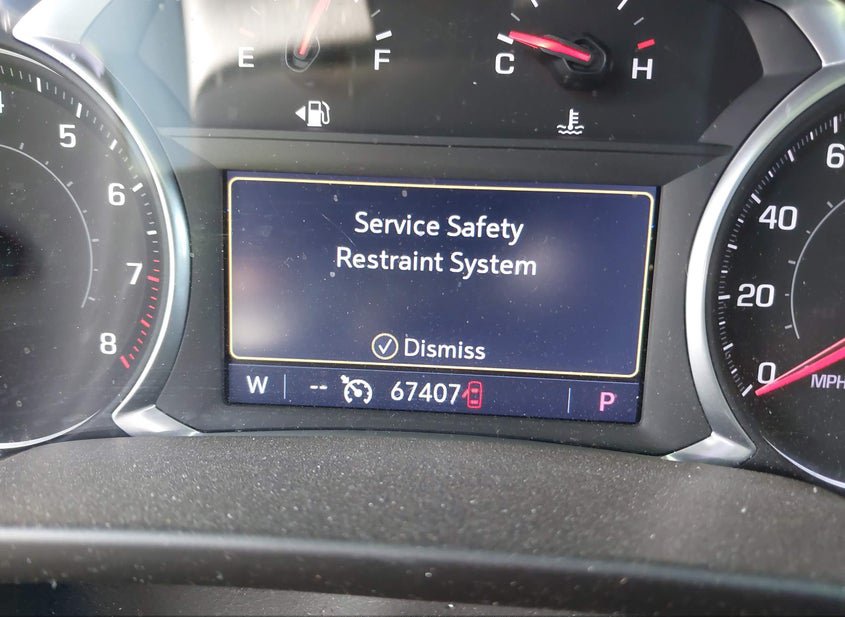 E F
C H
5
6
7
8
Service Safety
Restraint System
Dismiss
W -- 67407 P
40
20
0
MPH